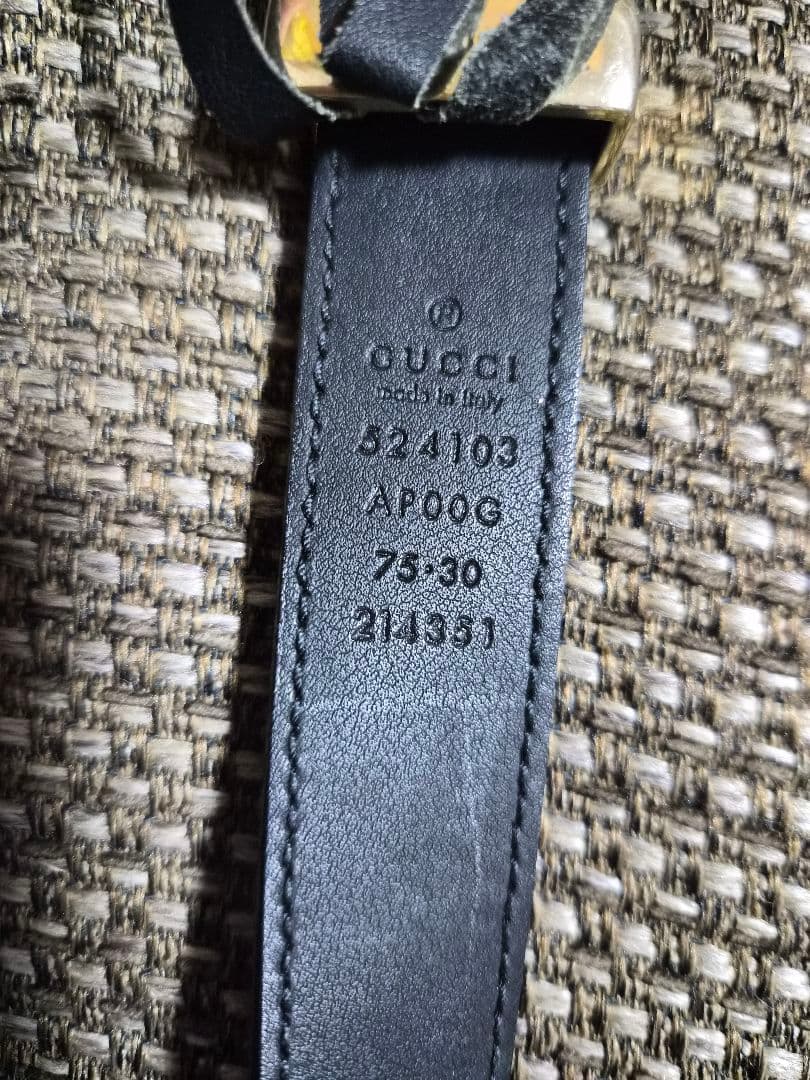 ®
GUCCI
made in italy
524103
AP00G
75·30
214351